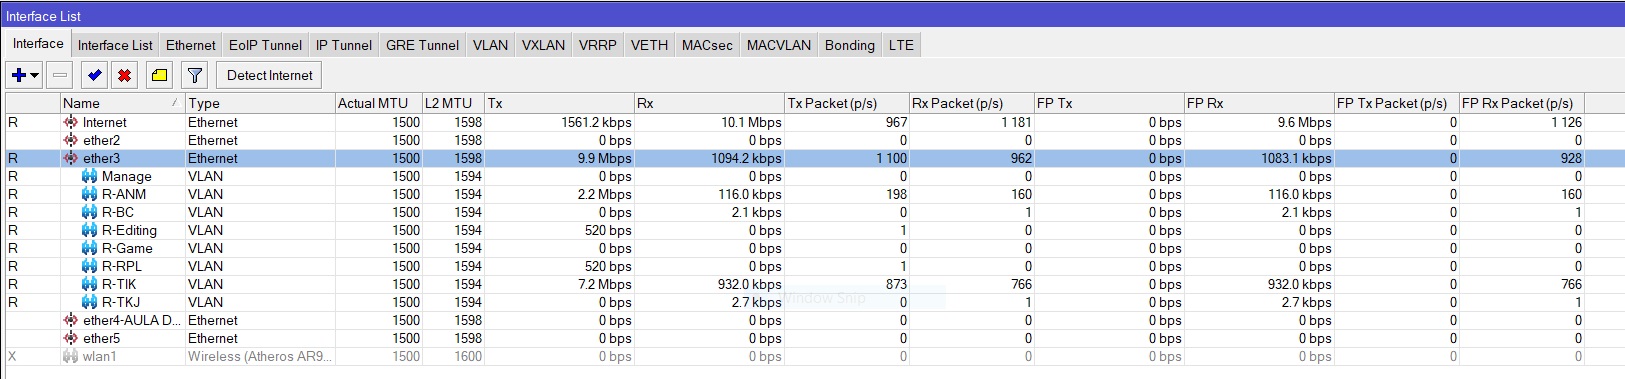 Interface List
Interface Interface List Ethernet EoIP Tunnel IP Tunnel GRE Tunnel VLAN VXLAN VRRP VETH MACsec MACVLAN Bonding LTE
Detect Internet
Name Type Actual MTU L2 MTU Tx Rx Tx Packet (p/s) Rx Packet (p/s) FP Tx FP Rx FP Tx Packet (p/s) FP Rx Packet (p/s)
R Internet Ethernet 1500 1598 1561.2 kbps 10.1 Mbps 967 1 181 0 bps 9.6 Mbps 0 1 126
ether2 Ethernet 1500 1598 0 bps 0 bps 0 0 0 bps 0 bps 0 0
R ether3 Ethernet 1500 1598 9.9 Mbps 1094.2 kbps 1 100 962 0 bps 1083.1 kbps 0 928
R Manage VLAN 1500 1594 0 bps 0 bps 0 0 0 bps 0 bps 0 0
R R-ANM VLAN 1500 1594 2.2 Mbps 116.0 kbps 198 160 0 bps 116.0 kbps 0 160
R R-BC VLAN 1500 1594 0 bps 2.1 kbps 0 1 0 bps 2.1 kbps 0 1
R R-Editing VLAN 1500 1594 520 bps 0 bps 1 0 0 bps 0 bps 0 0
R R-Game VLAN 1500 1594 0 bps 0 bps 0 0 0 bps 0 bps 0 0
R R-RPL VLAN 1500 1594 520 bps 0 bps 1 0 0 bps 0 bps 0 0
R R-TIK VLAN 1500 1594 7.2 Mbps 932.0 kbps 873 766 0 bps 932.0 kbps 0 766
R R-TKJ VLAN 1500 1594 0 bps 2.7 kbps 0 1 0 bps 2.7 kbps 0 1
Window Snip
ether4-AULA D... Ethernet 1500 1598 0 bps 0 bps 0 0 0 bps 0 bps 0 0
ether5 Ethernet 1500 1598 0 bps 0 bps 0 0 0 bps 0 bps 0 0
X wlan1 Wireless (Atheros AR9... 1500 1600 0 bps 0 bps 0 0 0 bps 0 bps 0 0